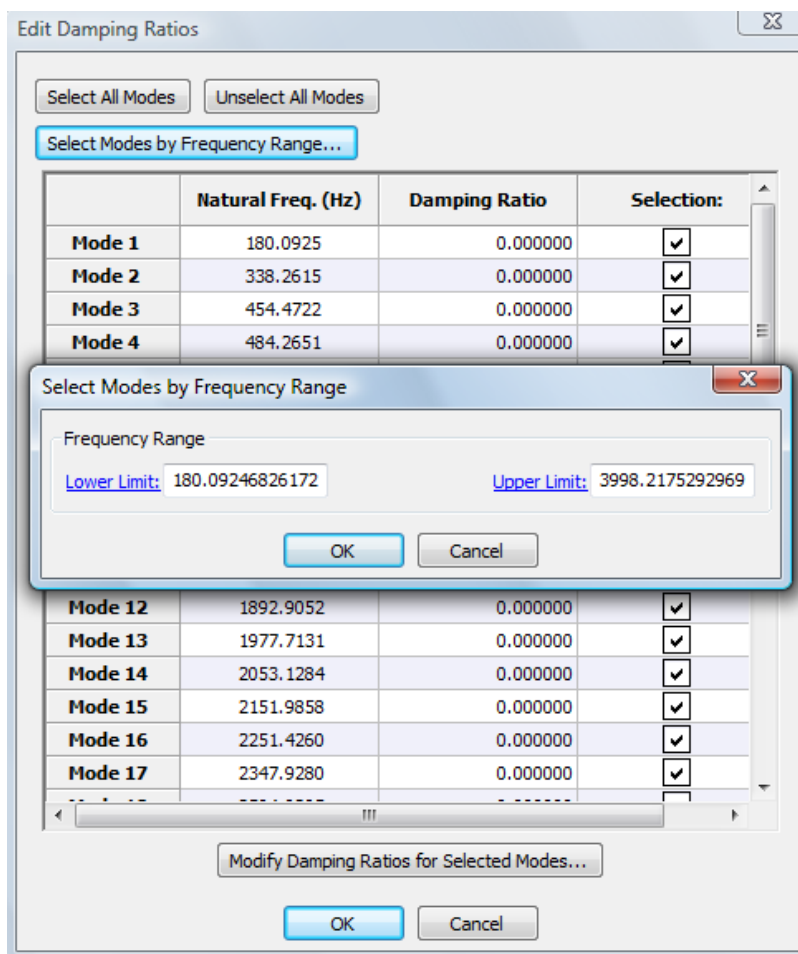 Edit Damping Ratios
Select All Modes Unselect All Modes
Select Modes by Frequency Range...
Natural Freq. (Hz) Damping Ratio Selection:
Mode 1 180.0925 0.000000
Mode 2 338.2615 0.000000
Mode 3 454.4722 0.000000
Mode 4 484.2651 0.000000
Select Modes by Frequency Range
Frequency Range
Lower Limit: 180.09246826172 Upper Limit: 3998.2175292969
OK Cancel
Mode 12 1892.9052 0.000000
Mode 13 1977.7131 0.000000
Mode 14 2053.1284 0.000000
Mode 15 2151.9858 0.000000
Mode 16 2251.4260 0.000000
Mode 17 2347.9280 0.000000
Modify Damping Ratios for Selected Modes...
OK Cancel